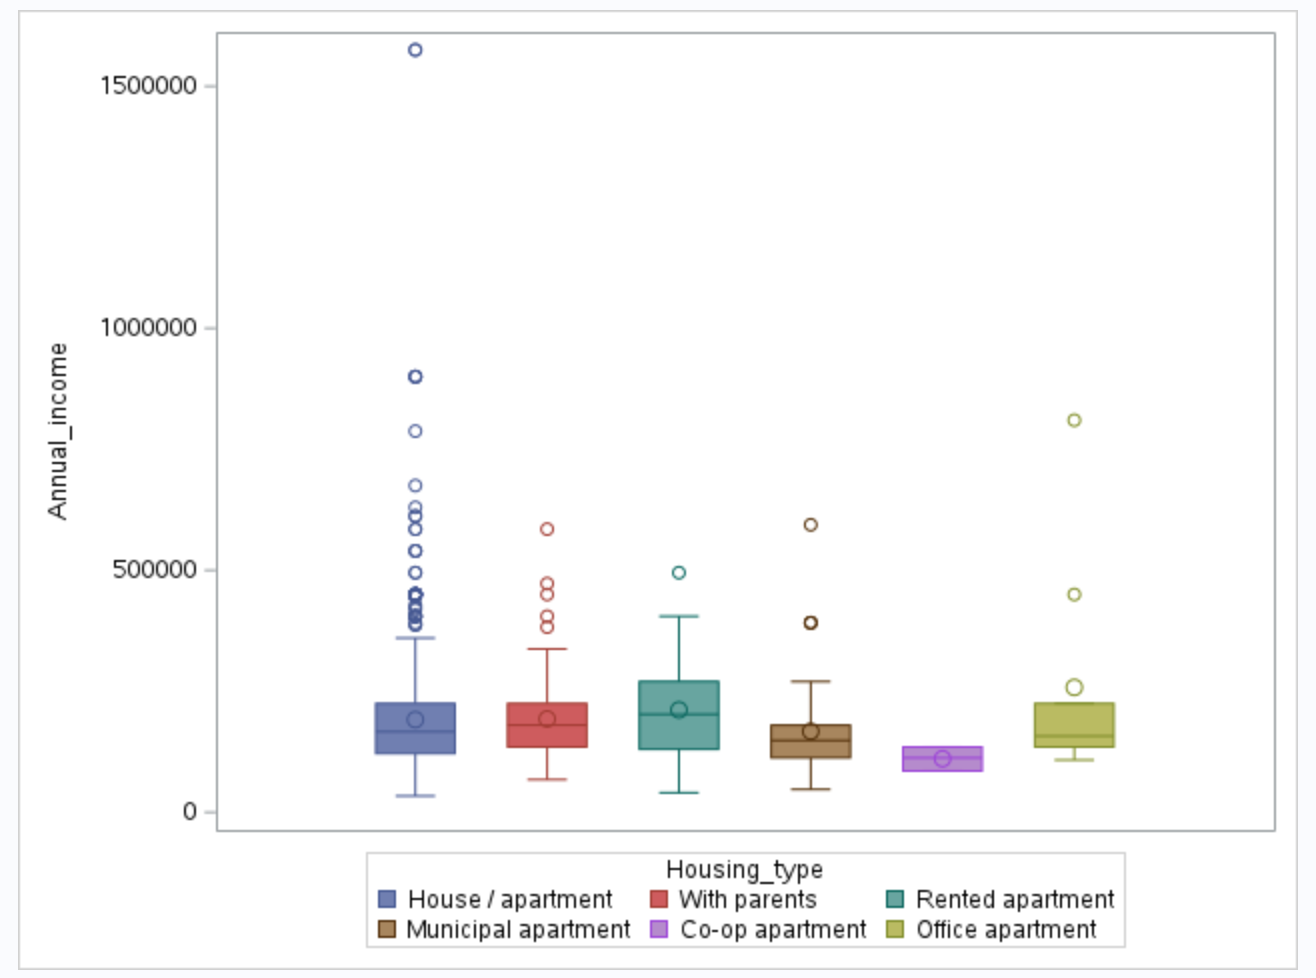 1500000
1000000
500000
0
Annual_income
Housing_type
House / apartment With parents Rented apartment
Municipal apartment Co-op apartment Office apartment